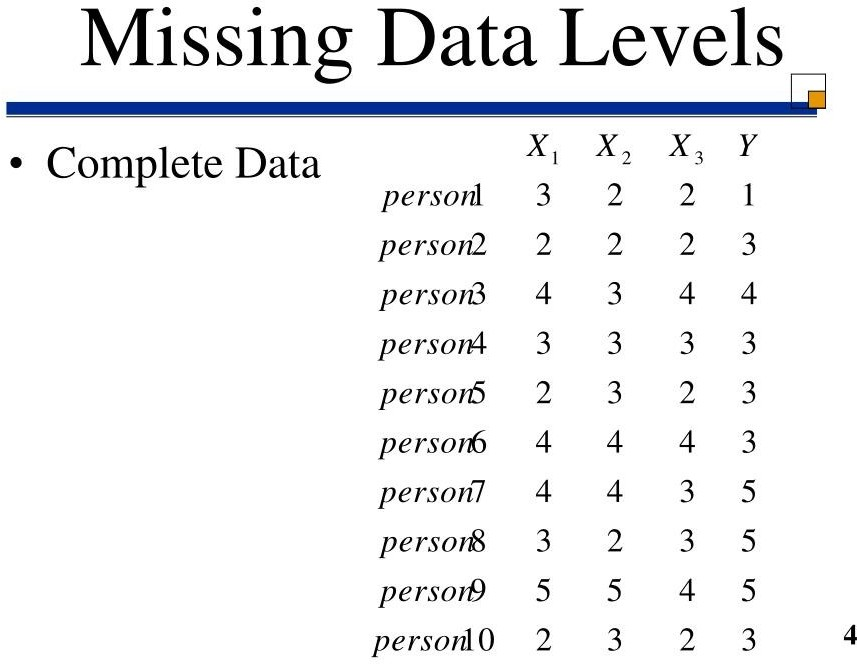 Missing Data Levels
• Complete Data
X₁ X₂ X₃ Y
person1 3 2 2 1
person2 2 2 2 3
person3 4 3 4 4
person4 3 3 3 3
person5 2 3 2 3
person6 4 4 4 3
person7 4 4 3 5
person8 3 2 3 5
person9 5 5 4 5
person10 2 3 2 3
4